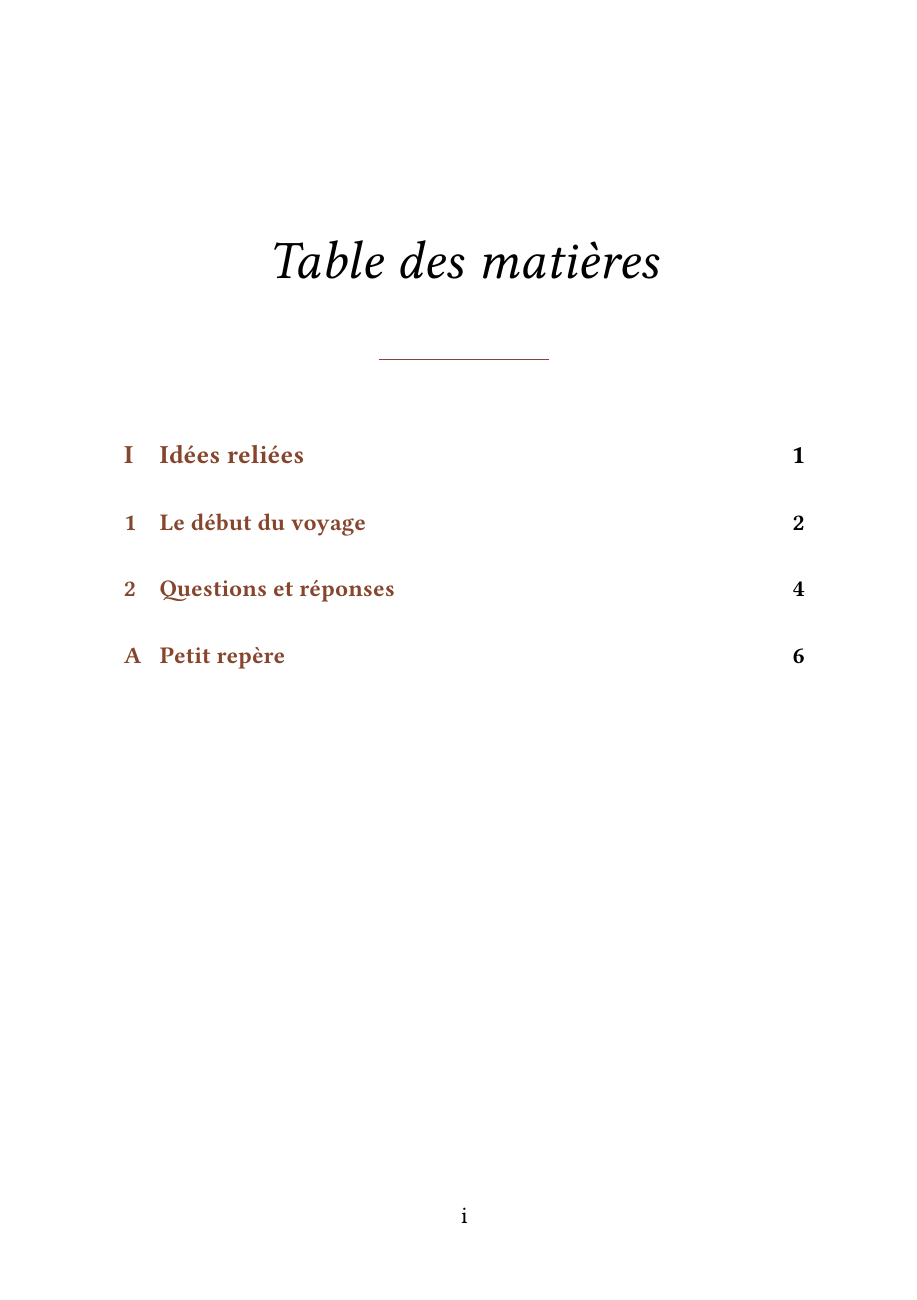 Table des matières
I Idées reliées 1
1 Le début du voyage 2
2 Questions et réponses 4
A Petit repère 6
i